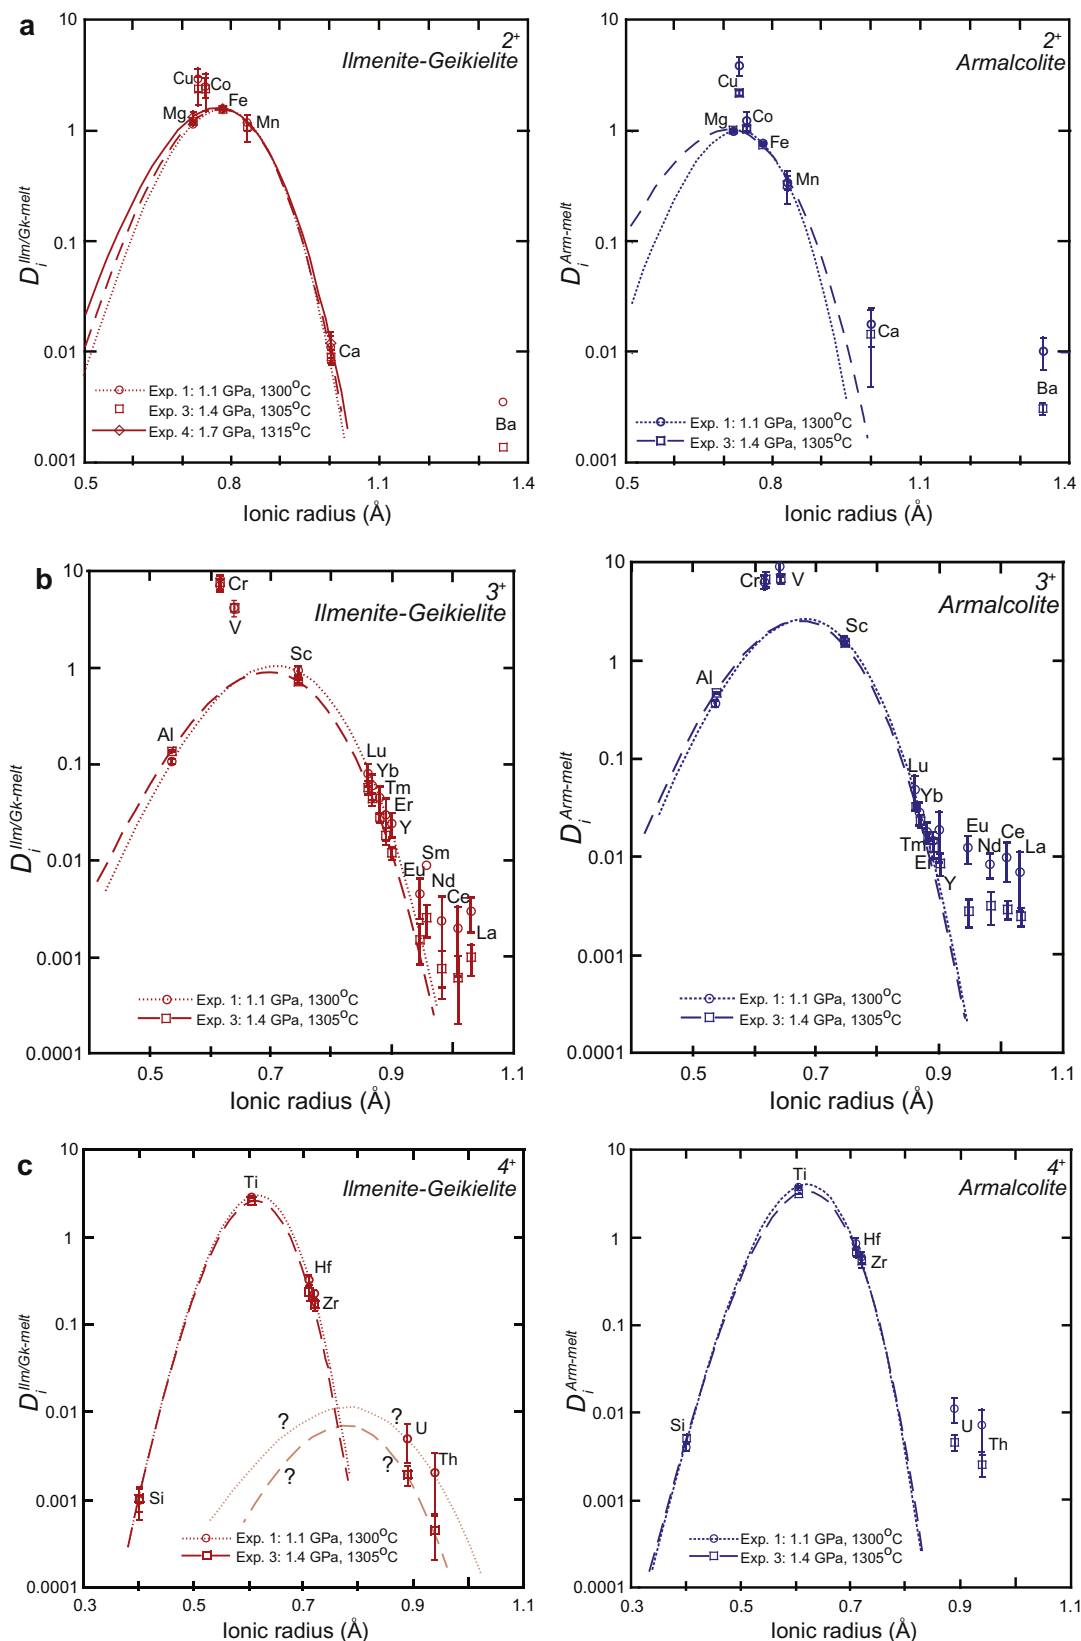 a
2+
Ilmenite-Geikielite
10
1
0.1
0.01
0.001
D_i^Ilm/Gk-melt
Cu
Co
Mg
Fe
Mn
Ca
Ba
Exp. 1: 1.1 GPa, 1300°C
Exp. 3: 1.4 GPa, 1305°C
Exp. 4: 1.7 GPa, 1315°C
0.5 0.8 1.1 1.4
Ionic radius (Å)
2+
Armalcolite
10
1
0.1
0.01
0.001
D_i^Arm-melt
Cu
Mg
Co
Fe
Mn
Ca
Ba
Exp. 1: 1.1 GPa, 1300°C
Exp. 3: 1.4 GPa, 1305°C
0.5 0.8 1.1 1.4
Ionic radius (Å)
b
3+
Ilmenite-Geikielite
10
1
0.1
0.01
0.001
0.0001
D_i^Ilm/Gk-melt
Cr
V
Sc
Al
Lu
Yb
Tm
Er
Y
Eu
Sm
Nd
Ce
La
Exp. 1: 1.1 GPa, 1300°C
Exp. 3: 1.4 GPa, 1305°C
0.5 0.7 0.9 1.1
Ionic radius (Å)
3+
Armalcolite
10
1
0.1
0.01
0.001
0.0001
D_i^Arm-melt
Cr
V
Sc
Al
Lu
Yb
Tm
Er
Y
Eu
Nd
Ce
La
Exp. 1: 1.1 GPa, 1300°C
Exp. 3: 1.4 GPa, 1305°C
0.5 0.7 0.9 1.1
Ionic radius (Å)
c
4+
Ilmenite-Geikielite
10
1
0.1
0.01
0.001
0.0001
D_i^Ilm/Gk-melt
Ti
Hf
Zr
Si
?
?
?
?
U
Th
Exp. 1: 1.1 GPa, 1300°C
Exp. 3: 1.4 GPa, 1305°C
0.3 0.5 0.7 0.9 1.1
Ionic radius (Å)
4+
Armalcolite
10
1
0.1
0.01
0.001
0.0001
D_i^Arm-melt
Ti
Hf
Zr
Si
U
Th
Exp. 1: 1.1 GPa, 1300°C
Exp. 3: 1.4 GPa, 1305°C
0.3 0.5 0.7 0.9 1.1
Ionic radius (Å)